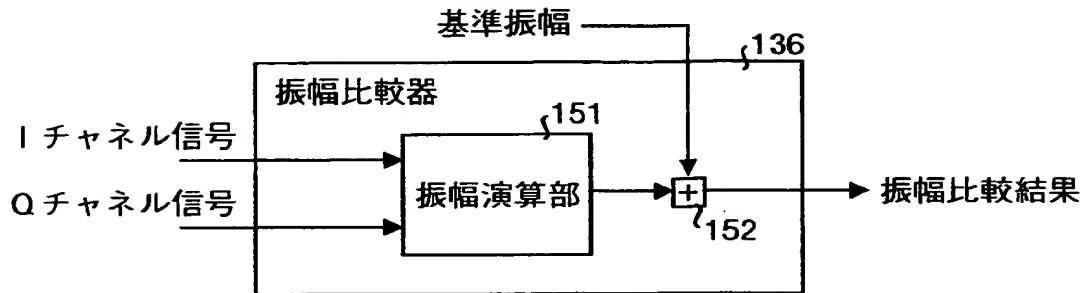 基準振幅
136
振幅比較器
151
Iチャネル信号
振幅演算部
+
振幅比較結果
Qチャネル信号
152